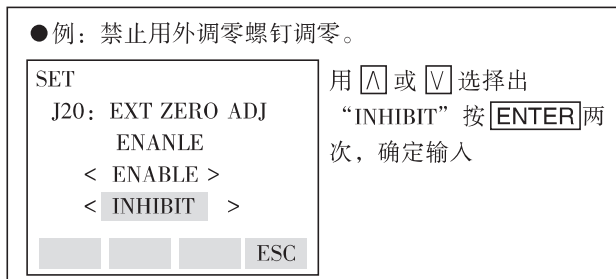 ●例：禁止用外调零螺钉调零。
SET
J20：EXT ZERO ADJ
ENANLE
< ENABLE >
< INHIBIT >
ESC
用 ⋀ 或 ⋁ 选择出
“INHIBIT”按 ENTER 两
次，确定输入